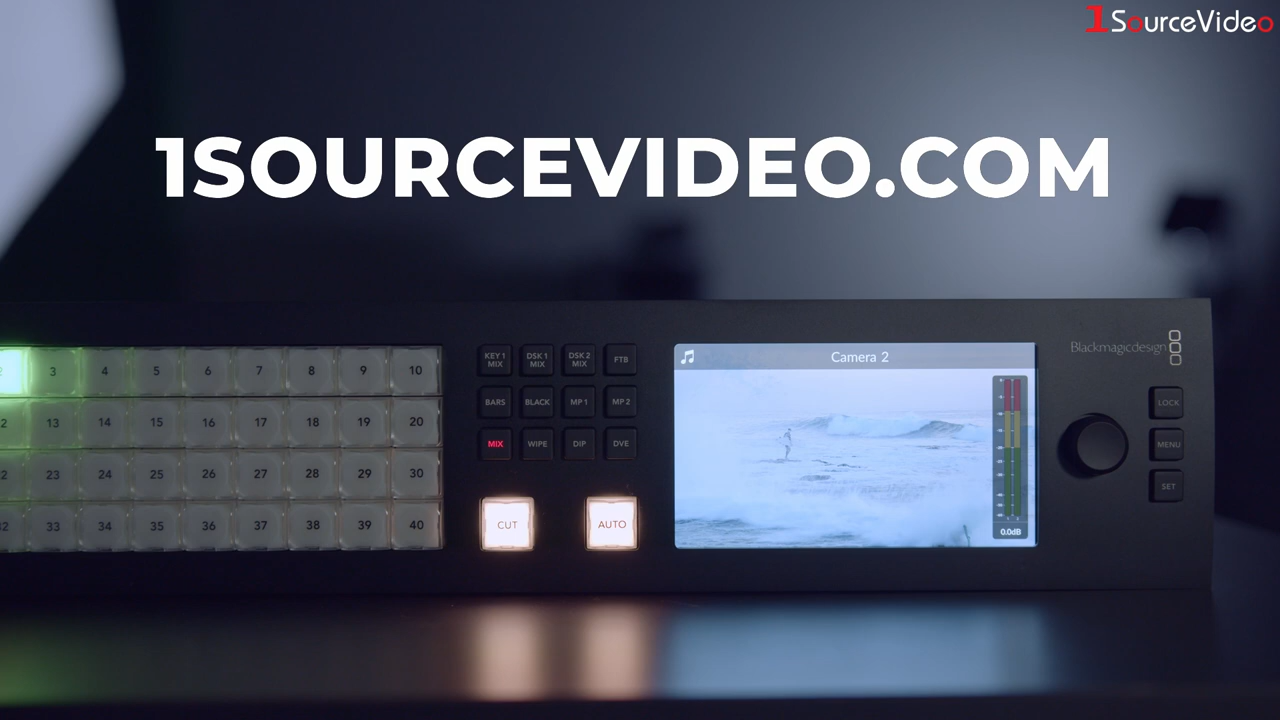 1SourceVideo
1SOURCEVIDEO.COM
Camera 2
Blackmagicdesign
KEY 1 MIX DSK 1 MIX DSK 2 MIX FTB
BARS BLACK MP 1 MP 2
MIX WIPE DIP DVE
CUT AUTO
3 4 5 6 7 8 9 10
13 14 15 16 17 18 19 20
23 24 25 26 27 28 29 30
33 34 35 36 37 38 39 40
0.0dB
LOCK
MENU
SET